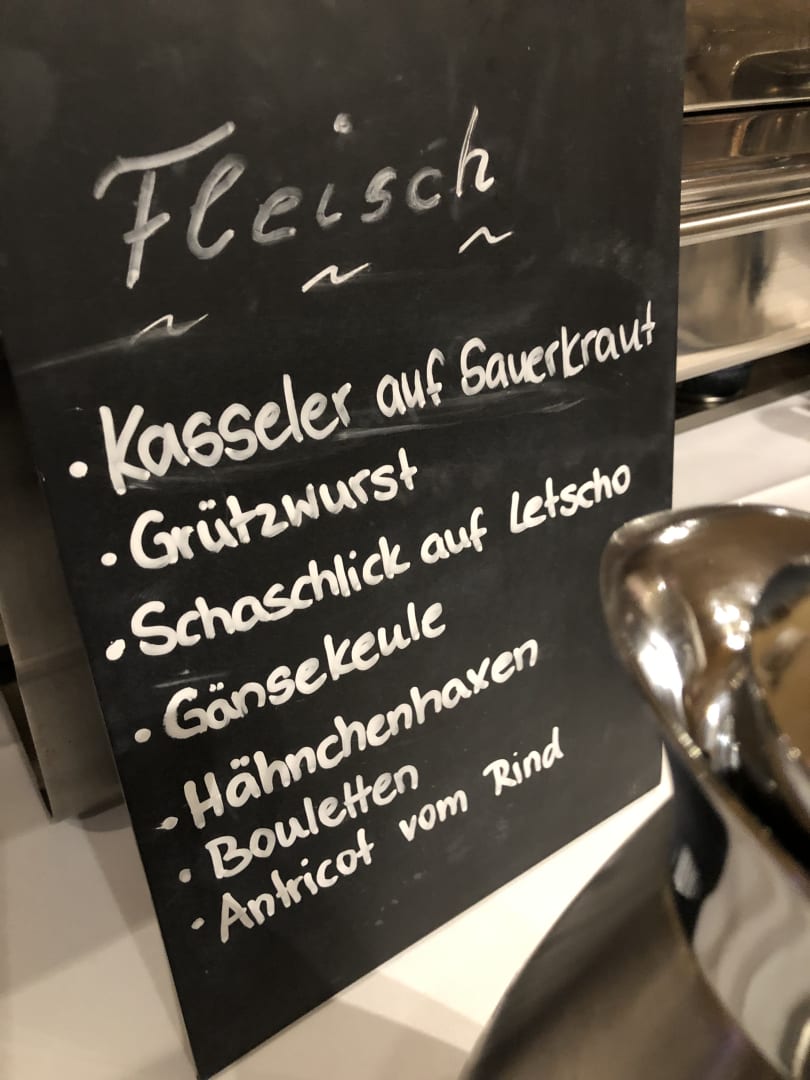 Fleisch
~ ~ ~
· Kasseler auf Sauerkraut
· Grützwurst
· Schaschlick auf Letscho
· Gänsekeule
· Hähnchenhaxen
· Bouletten
· Antricot vom Rind